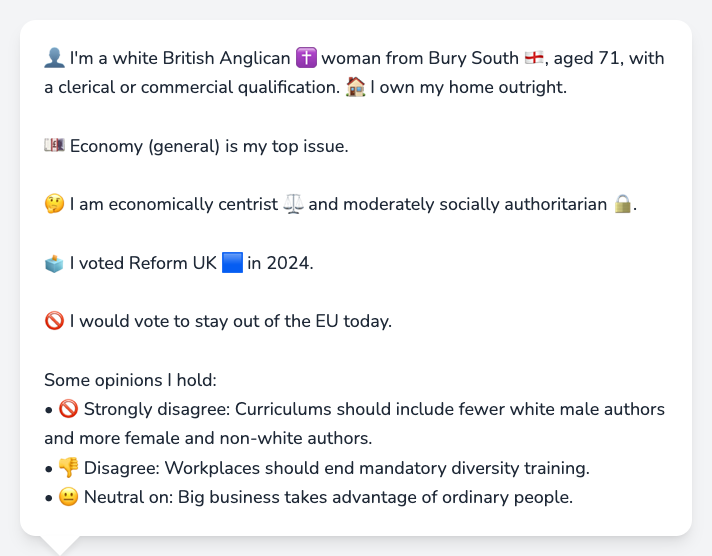 👤 I'm a white British Anglican ✝️ woman from Bury South 🏴󠁧󠁢󠁥󠁮󠁧󠁿, aged 71, with
a clerical or commercial qualification. 🏠 I own my home outright.
💷 Economy (general) is my top issue.
🤔 I am economically centrist ⚖️ and moderately socially authoritarian 🔒.
🗳️ I voted Reform UK 🟦 in 2024.
🚫 I would vote to stay out of the EU today.
Some opinions I hold:
• 🚫 Strongly disagree: Curriculums should include fewer white male authors
and more female and non-white authors.
• 👎 Disagree: Workplaces should end mandatory diversity training.
• 😐 Neutral on: Big business takes advantage of ordinary people.